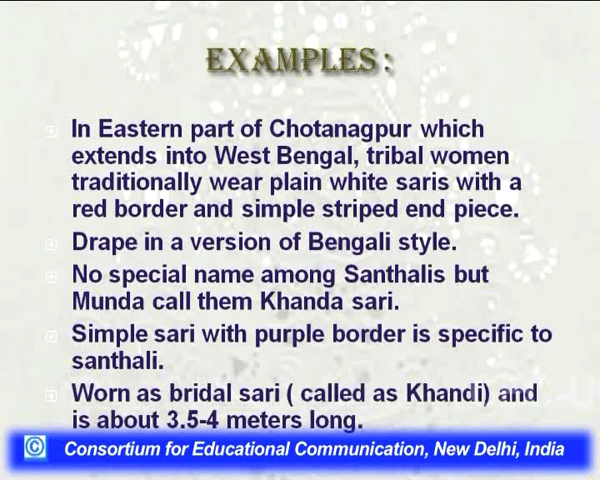 EXAMPLES :
In Eastern part of Chotanagpur which
extends into West Bengal, tribal women
traditionally wear plain white saris with a
red border and simple striped end piece.
Drape in a version of Bengali style.
No special name among Santhalis but
Munda call them Khanda sari.
Simple sari with purple border is specific to
santhali.
Worn as bridal sari ( called as Khandi) and
is about 3.5-4 meters long.
© Consortium for Educational Communication, New Delhi, India